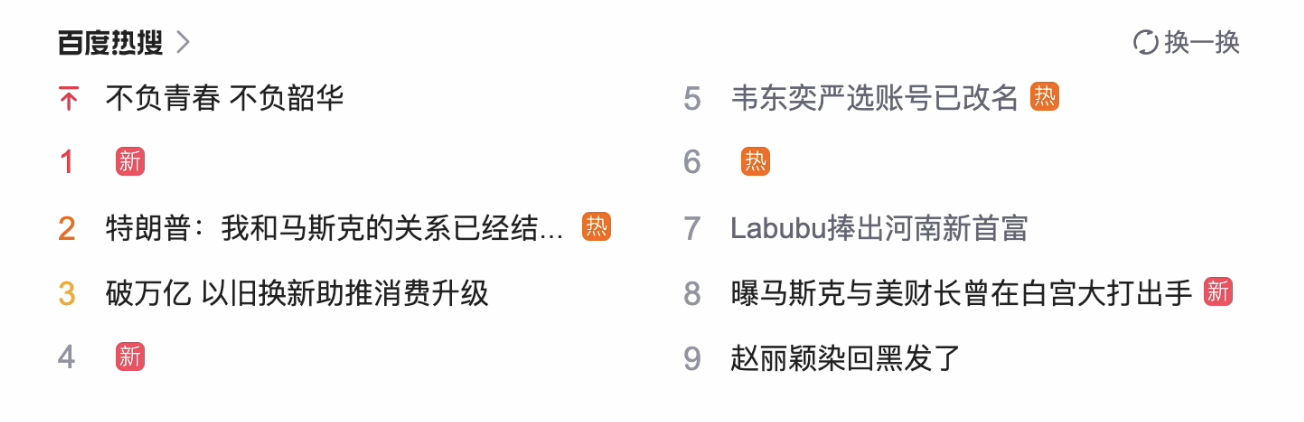 百度热搜 >
换一换
不负青春 不负韶华
1 新
2 特朗普：我和马斯克的关系已经结... 热
3 破万亿 以旧换新助推消费升级
4 新
5 韦东奕严选账号已改名 热
6 热
7 Labubu捧出河南新首富
8 曝马斯克与美财长曾在白宫大打出手 新
9 赵丽颖染回黑发了